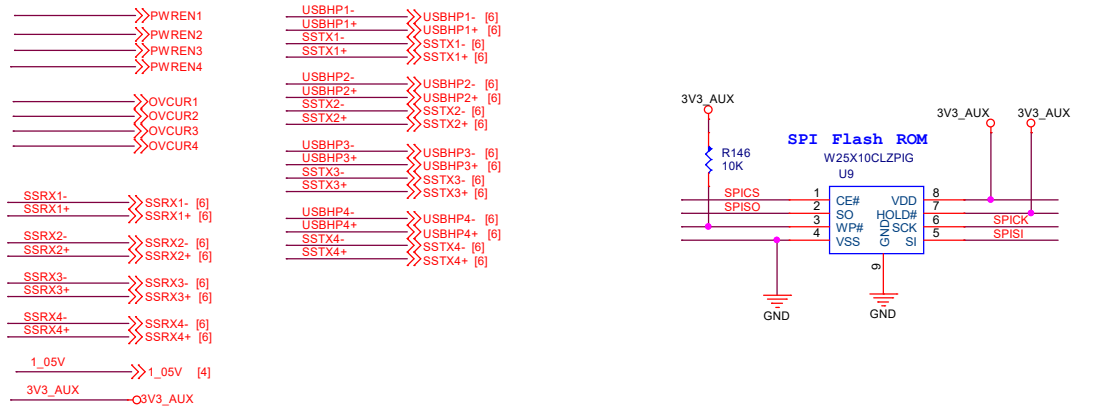 PWREN1
PWREN2
PWREN3
PWREN4
OVCUR1
OVCUR2
OVCUR3
OVCUR4
SSRX1- SSRX1- [6]
SSRX1+ SSRX1+ [6]
SSRX2- SSRX2- [6]
SSRX2+ SSRX2+ [6]
SSRX3- SSRX3- [6]
SSRX3+ SSRX3+ [6]
SSRX4- SSRX4- [6]
SSRX4+ SSRX4+ [6]
1_05V 1_05V [4]
3V3_AUX 3V3_AUX
USBHP1- USBHP1- [6]
USBHP1+ USBHP1+ [6]
SSTX1- SSTX1- [6]
SSTX1+ SSTX1+ [6]
USBHP2- USBHP2- [6]
USBHP2+ USBHP2+ [6]
SSTX2- SSTX2- [6]
SSTX2+ SSTX2+ [6]
USBHP3- USBHP3- [6]
USBHP3+ USBHP3+ [6]
SSTX3- SSTX3- [6]
SSTX3+ SSTX3+ [6]
USBHP4- USBHP4- [6]
USBHP4+ USBHP4+ [6]
SSTX4- SSTX4- [6]
SSTX4+ SSTX4+ [6]
3V3_AUX
3V3_AUX 3V3_AUX
SPI Flash ROM
W25X10CLZPIG
U9
R146
10K
SPICS 1 CE# VDD 8
SPISO 2 SO HOLD# 7
3 WP# SCK 6 SPICK
4 VSS SI 5 SPISI
GND
9
GND
GND